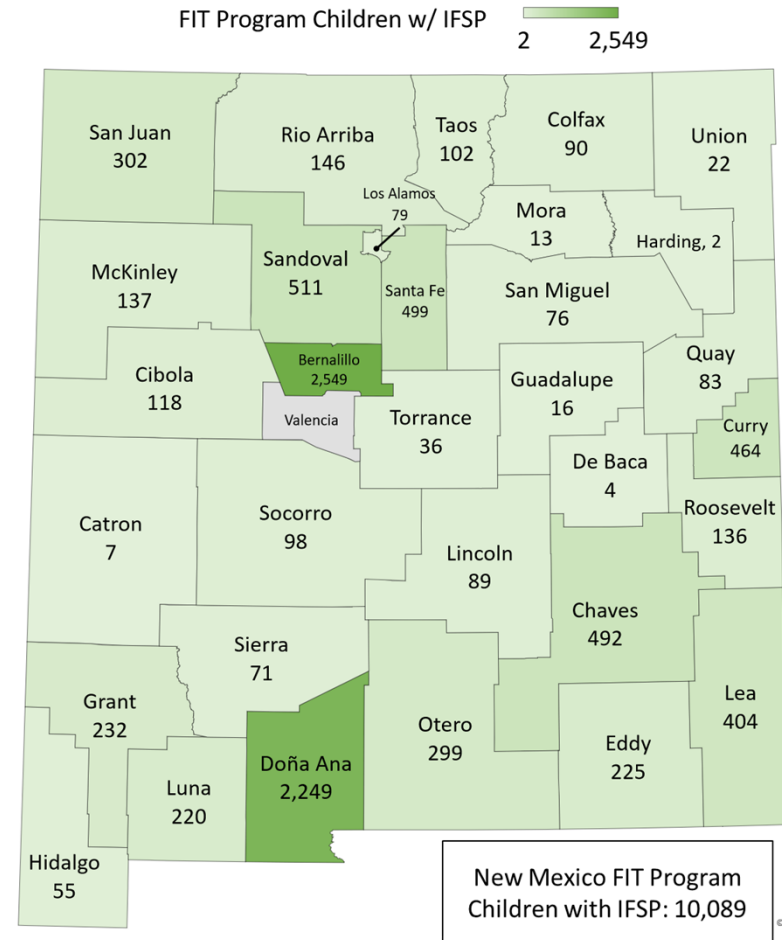 FIT Program Children w/ IFSP
2 2,549
San Juan
302
Rio Arriba
146
Taos
102
Colfax
90
Union
22
Los Alamos
79
Mora
13
Harding, 2
McKinley
137
Sandoval
511
Santa Fe
499
San Miguel
76
Cibola
118
Bernalillo
2,549
Valencia
Torrance
36
Guadalupe
16
Quay
83
Curry
464
De Baca
4
Roosevelt
136
Catron
7
Socorro
98
Lincoln
89
Chaves
492
Sierra
71
Grant
232
Doña Ana
2,249
Otero
299
Eddy
225
Lea
404
Luna
220
Hidalgo
55
New Mexico FIT Program
Children with IFSP: 10,089
©